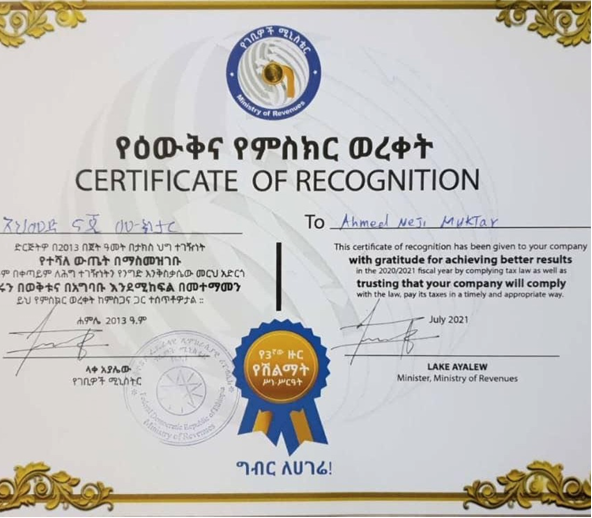 የገቢዎች ሚኒስቴር
Ministry of Revenues
የዕውቅና የምስክር ወረቀት
CERTIFICATE OF RECOGNITION
To Ahmed Neji Muktar
ድርጅትዎ በ2013 በጀት ዓመት በታክስ ህግ ተገዥነት
የተሻለ ውጤት በማስመዝገቡ
ም በቀጣይም ለሕግ ተገዥነትን የንግድ እንቅስቃሴው መርህ አድርጎ
ሩን በወቅቱና በአግባቡ እንደሚከፍል በመተማመን
ይህ የምስክር ወረቀት ከምስጋና ጋር ተሰጥቶዎታል ::
ሐምሌ 2013 ዓ.ም
ላቀ አያሌው
የገቢዎች ሚኒስትር
This certificate of recognition has been given to your company
with gratitude for achieving better results
in the 2020/2021 fiscal year by complying tax law as well as
trusting that your company will comply
with the law, pay its taxes in a timely and appropriate way.
July 2021
LAKE AYALEW
Minister, Ministry of Revenues
የ3ኛው ዙር
የሽልማት
ሥነ-ሥርዓት
Federal Democratic Republic of Ethiopia
Ministry of Revenues
ግብር ለሀገሬ!